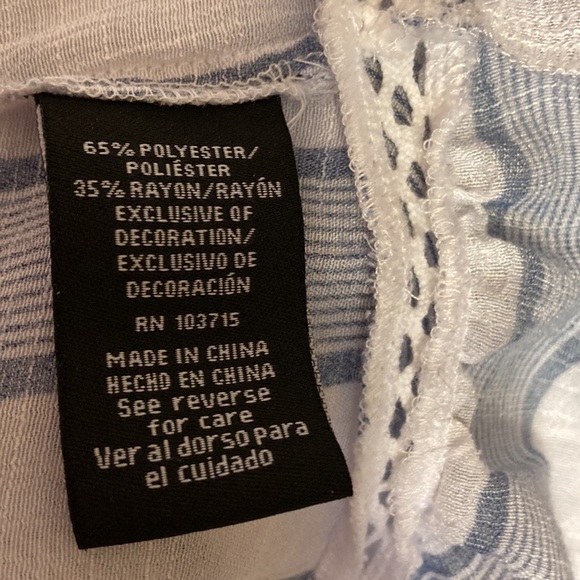 65% POLYESTER/
POLIÉSTER
35% RAYON/RAYÓN
EXCLUSIVE OF
DECORATION/
EXCLUSIVO DE
DECORACIÓN
RN 103715
MADE IN CHINA
HECHO EN CHINA
See reverse
for care
Ver al dorso para
el cuidado